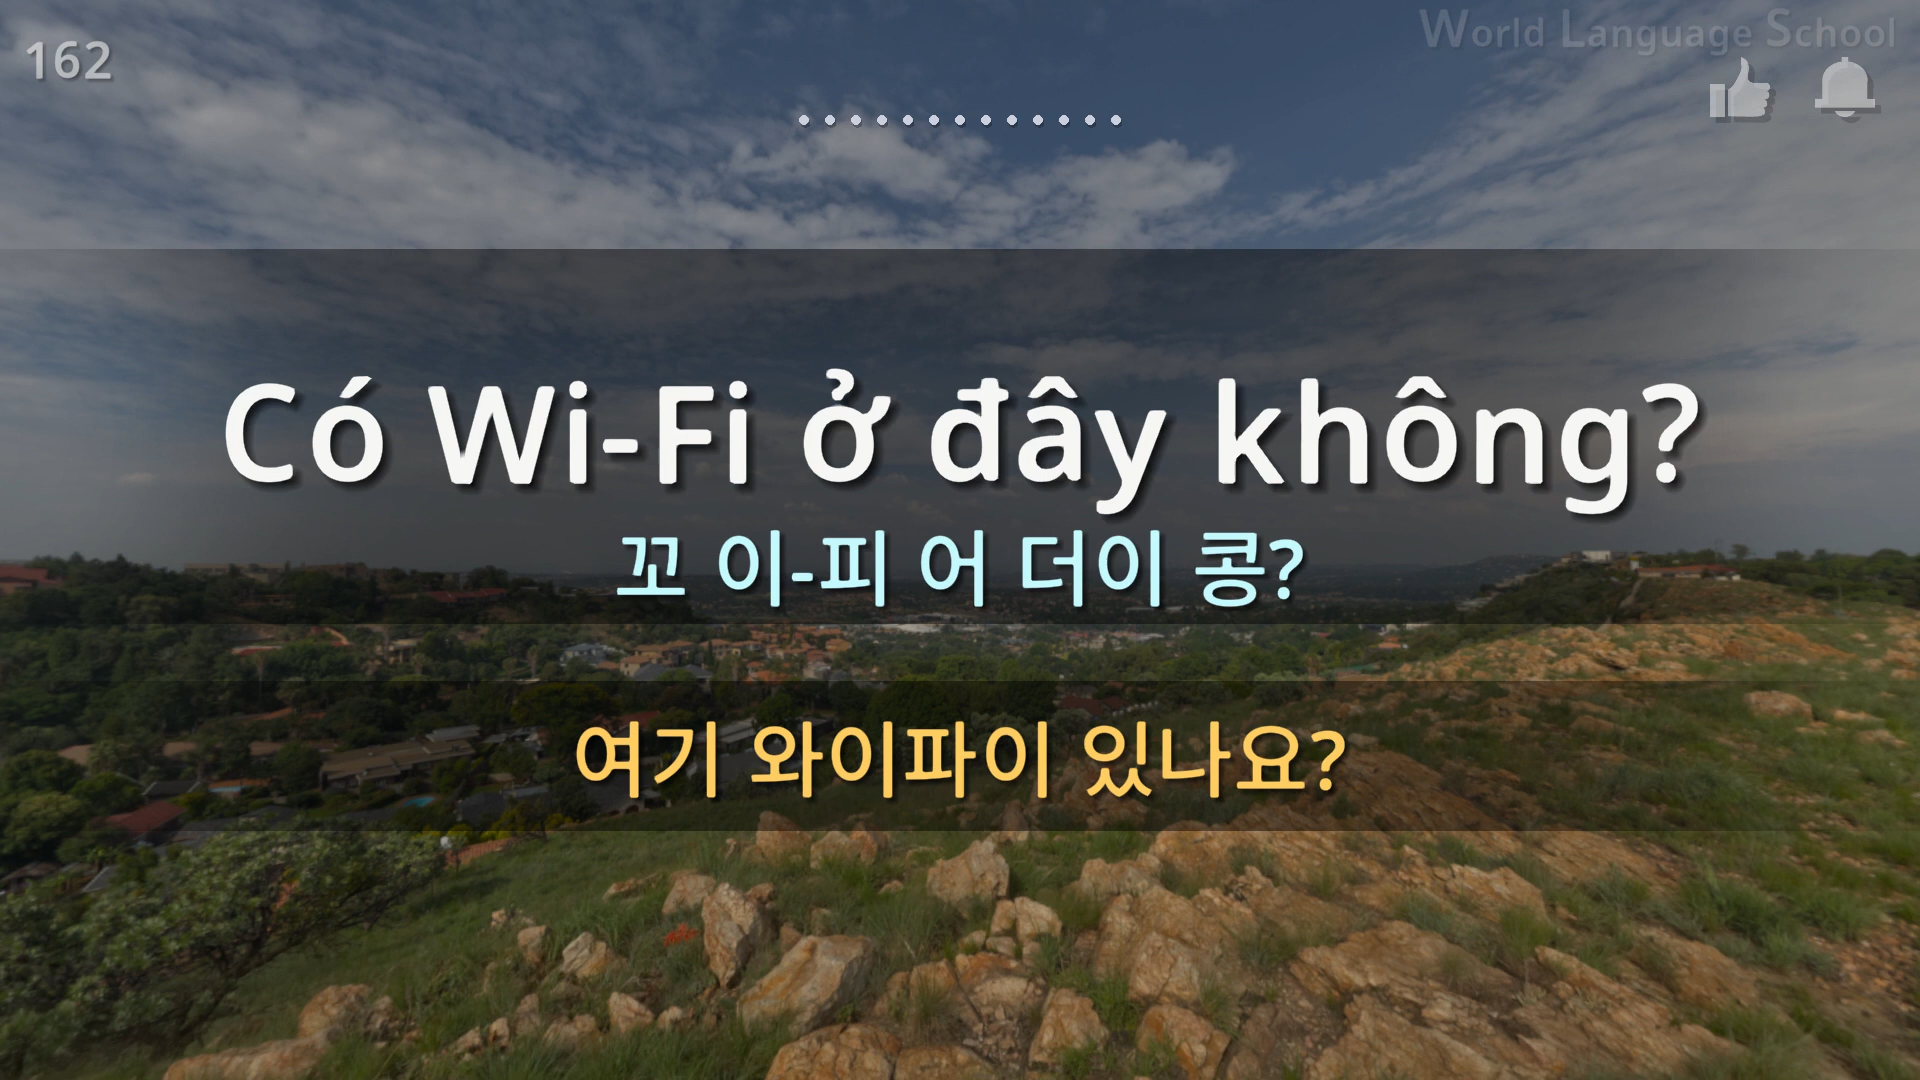 World Language School
162
Có Wi-Fi ở đây không?
꼬 이-피 어 더이 콩?
여기 와이파이 있나요?